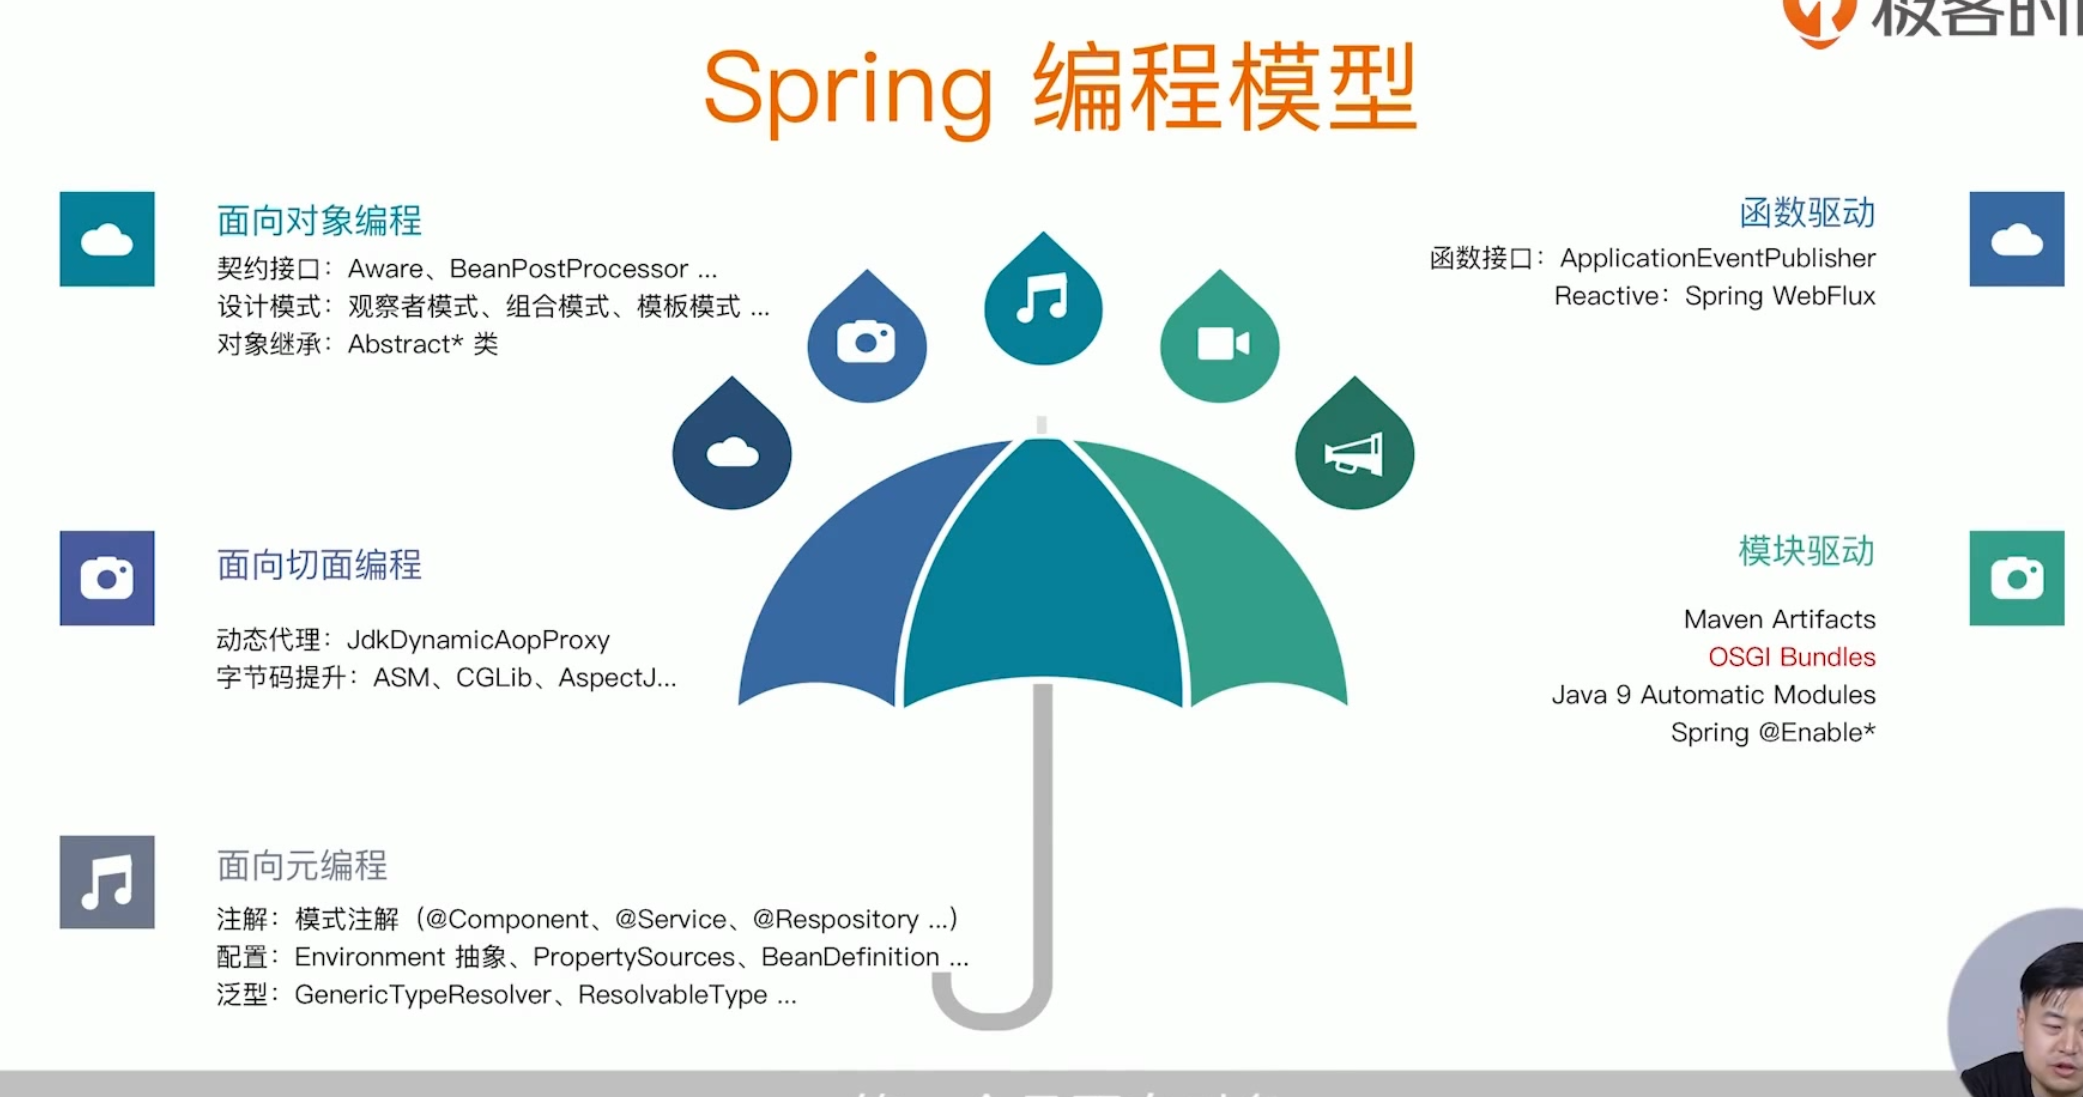 Spring 编程模型
面向对象编程
契约接口：Aware、BeanPostProcessor ...
设计模式：观察者模式、组合模式、模板模式 ...
对象继承：Abstract* 类
面向切面编程
动态代理：JdkDynamicAopProxy
字节码提升：ASM、CGLib、AspectJ...
面向元编程
注解：模式注解（@Component、@Service、@Respository ...）
配置：Environment 抽象、PropertySources、BeanDefinition ...
泛型：GenericTypeResolver、ResolvableType ...
函数驱动
函数接口：ApplicationEventPublisher
Reactive：Spring WebFlux
模块驱动
Maven Artifacts
OSGI Bundles
Java 9 Automatic Modules
Spring @Enable*
极客时